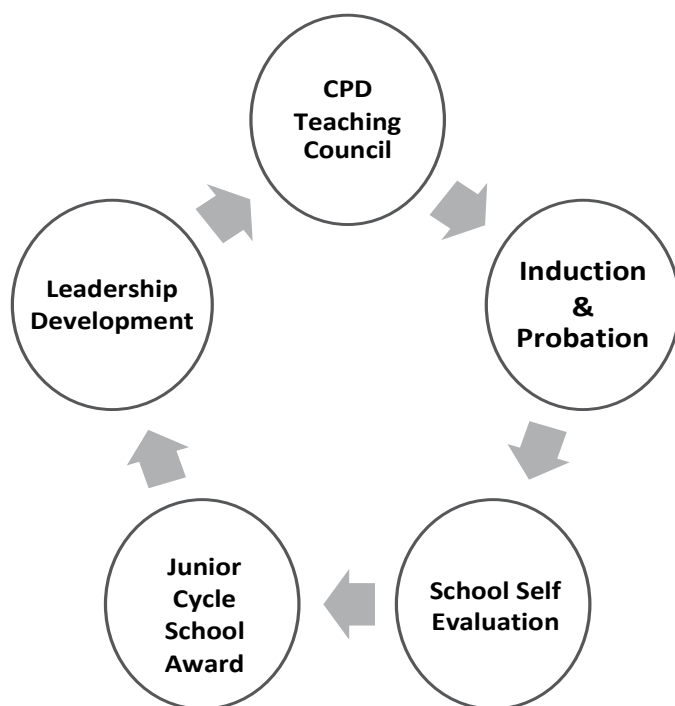 CPD
Teaching
Council
Induction
&
Probation
School Self
Evaluation
Junior
Cycle
School
Award
Leadership
Development